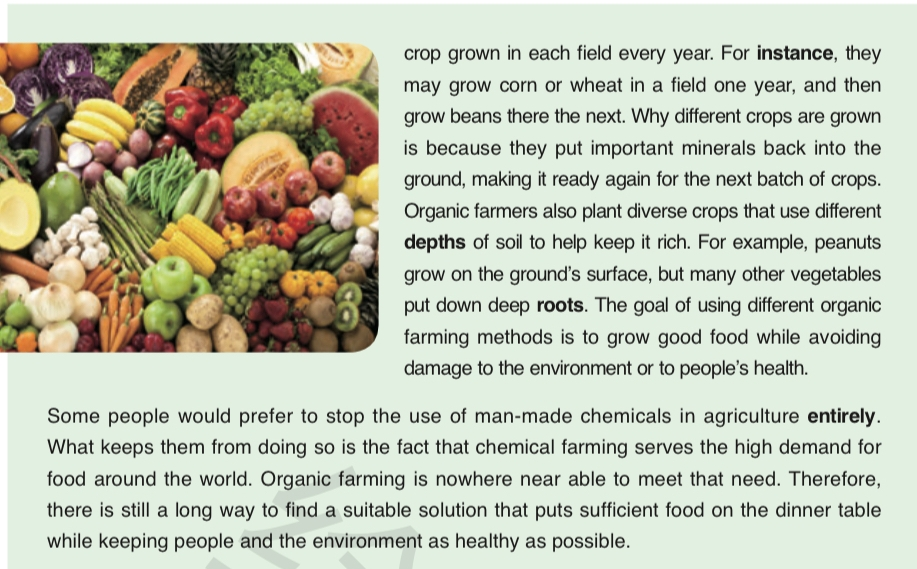 crop grown in each field every year. For instance, they
may grow corn or wheat in a field one year, and then
grow beans there the next. Why different crops are grown
is because they put important minerals back into the
ground, making it ready again for the next batch of crops.
Organic farmers also plant diverse crops that use different
depths of soil to help keep it rich. For example, peanuts
grow on the ground's surface, but many other vegetables
put down deep roots. The goal of using different organic
farming methods is to grow good food while avoiding
damage to the environment or to people's health.
Some people would prefer to stop the use of man-made chemicals in agriculture entirely.
What keeps them from doing so is the fact that chemical farming serves the high demand for
food around the world. Organic farming is nowhere near able to meet that need. Therefore,
there is still a long way to find a suitable solution that puts sufficient food on the dinner table
while keeping people and the environment as healthy as possible.